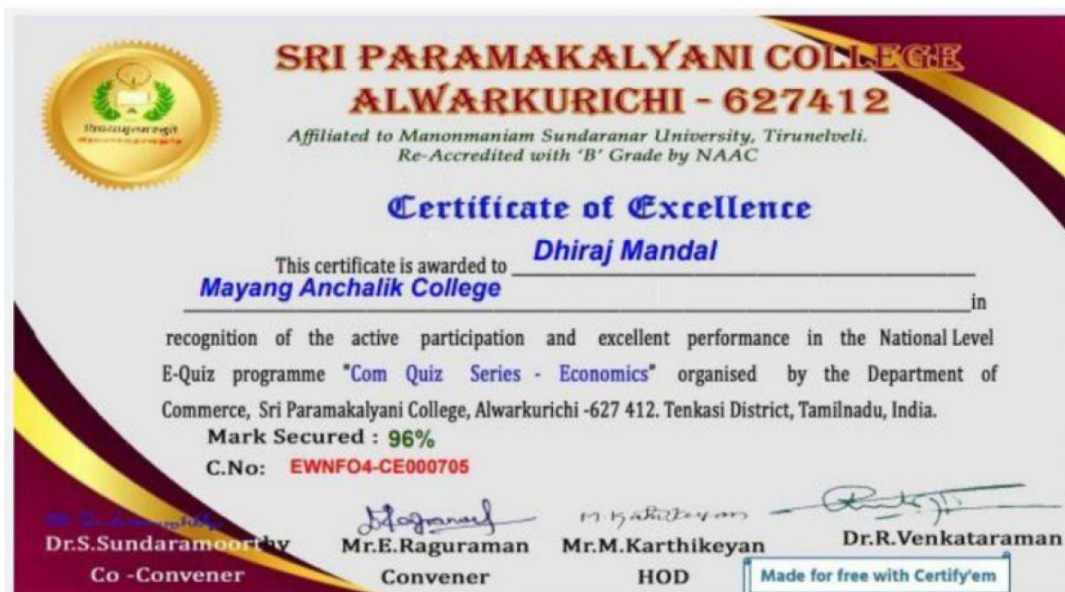 SRI PARAMAKALYANI COLLEGE
ALWARKURICHI - 627412
Affiliated to Manonmaniam Sundaranar University, Tirunelveli.
Re-Accredited with 'B' Grade by NAAC
Certificate of Excellence
This certificate is awarded to Dhiraj Mandal
Mayang Anchalik College in
recognition of the active participation and excellent performance in the National Level
E-Quiz programme "Com Quiz Series - Economics" organised by the Department of
Commerce, Sri Paramakalyani College, Alwarkurichi -627 412. Tenkasi District, Tamilnadu, India.
Mark Secured : 96%
C.No: EWNFO4-CE000705
M. Karthikeyan
Dr.S.Sundaramoorthy Mr.E.Raguraman Mr.M.Karthikeyan Dr.R.Venkataraman
Co -Convener Convener HOD
Made for free with Certify'em